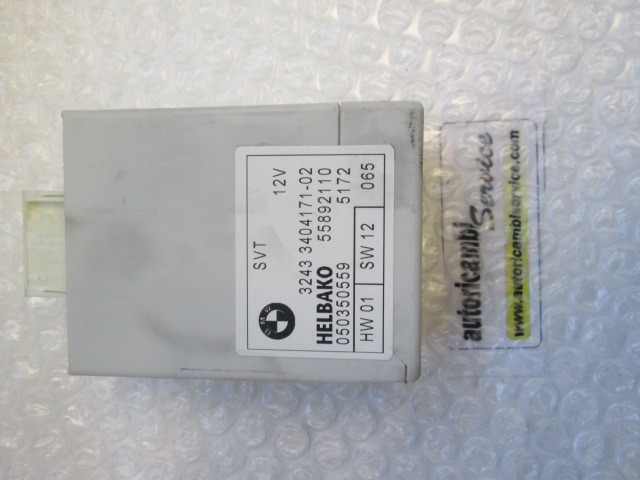 SVT 12V
3243 3404171-02
HELBAKO 55892110
050350559 5172
HW 01 SW 12 065
BMW
autoricambi
Service
www.autoricambiservice.com